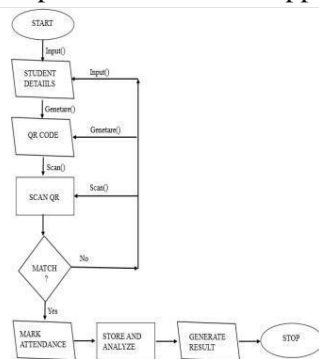 START
Input()
STUDENT
DETAIILS
Input()
Genetare()
QR CODE
Genetare()
Scan()
SCAN QR
Scan()
MATCH
?
No
Yes
MARK
ATTENDANCE
STORE AND
ANALYZE
GENERATE
RESULT
STOP